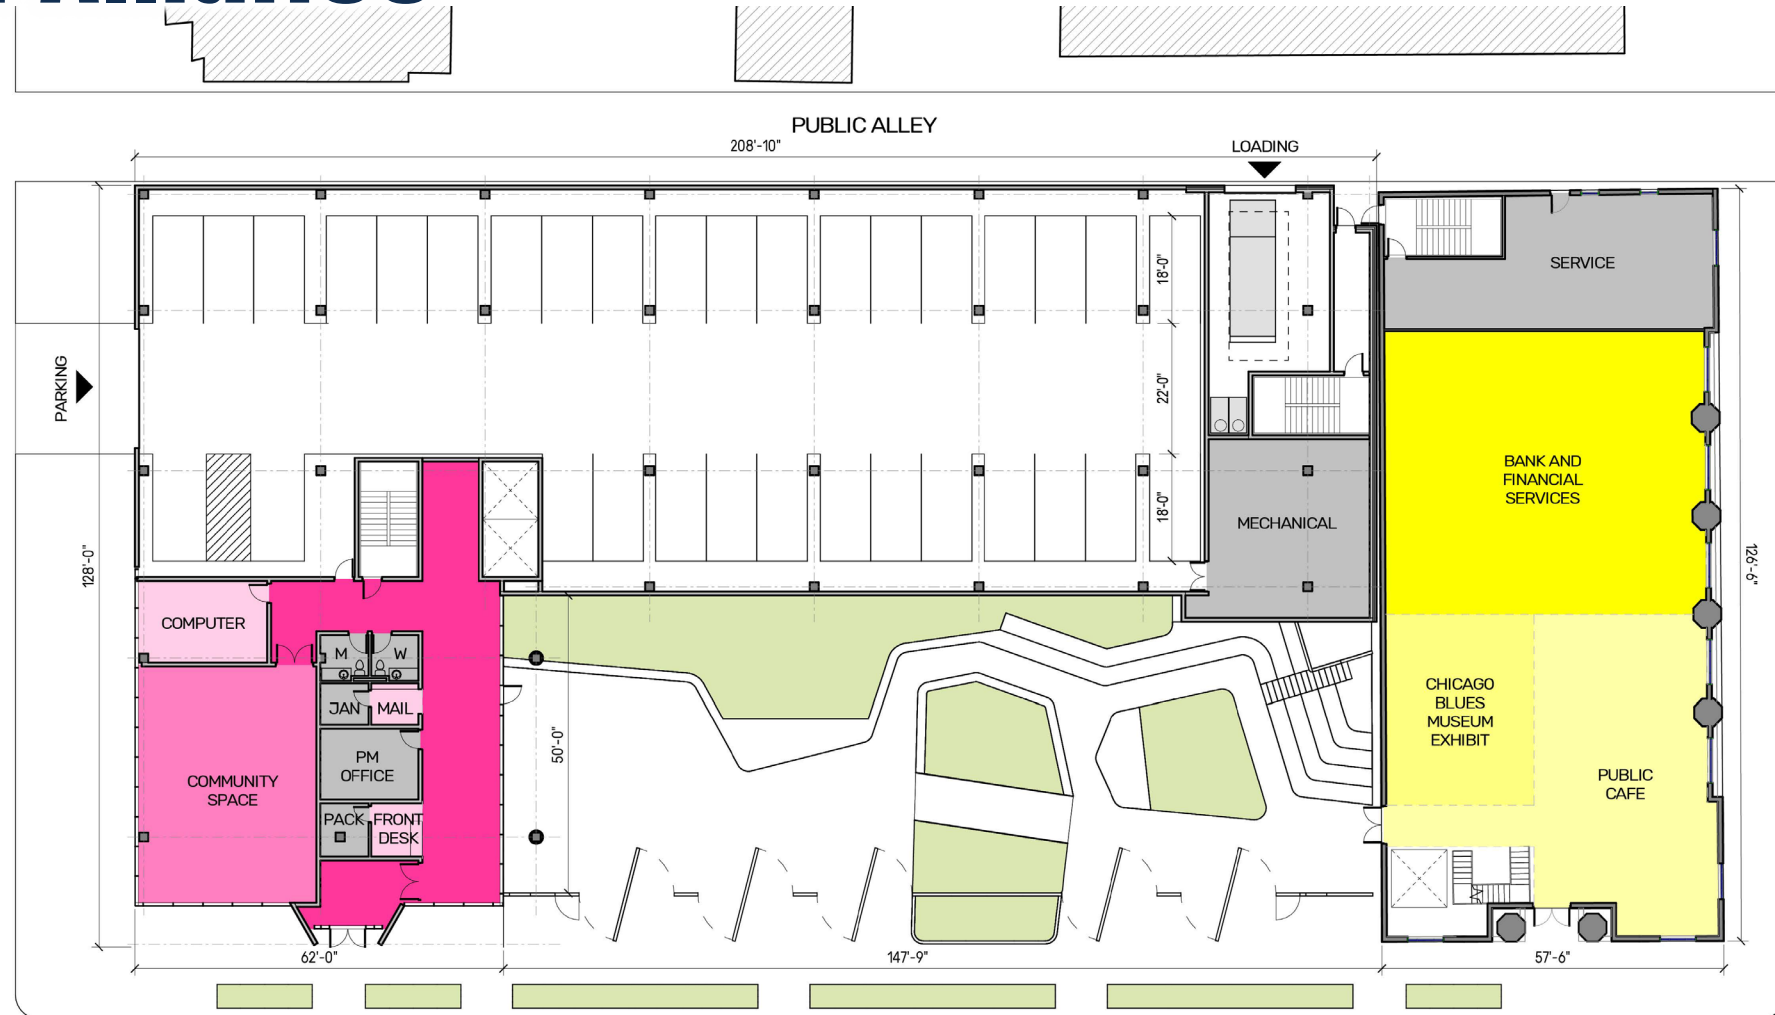 PUBLIC ALLEY
208'-10"
LOADING
PARKING
18'-0"
22'-0"
18'-0"
128'-0"
SERVICE
BANK AND
FINANCIAL
SERVICES
MECHANICAL
126'-6"
COMPUTER
M
W
JAN
MAIL
PM
OFFICE
COMMUNITY
SPACE
PACK
FRONT
DESK
50'-0"
CHICAGO
BLUES
MUSEUM
EXHIBIT
PUBLIC
CAFE
62'-0"
147'-9"
57'-6"